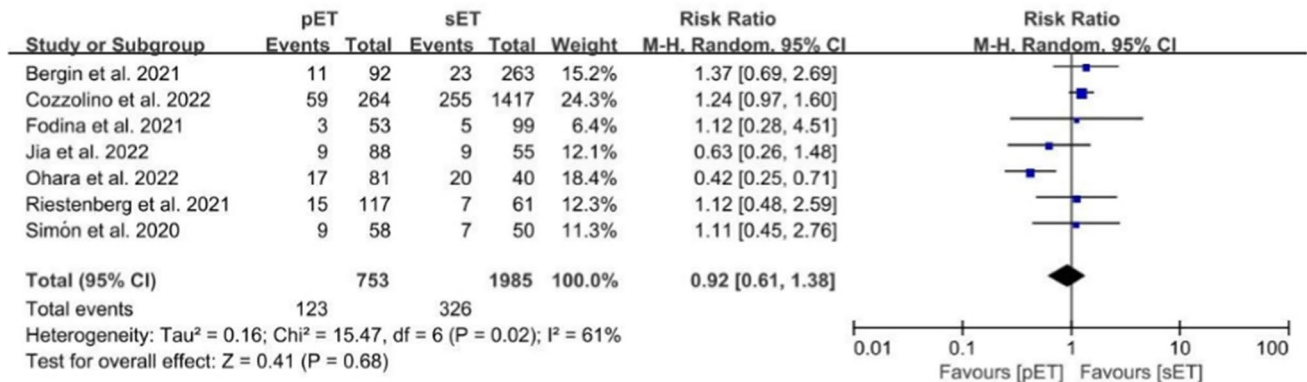 pET sET Risk Ratio Risk Ratio
Study or Subgroup Events Total Events Total Weight M-H. Random. 95% CI M-H. Random. 95% CI
Bergin et al. 2021 11 92 23 263 15.2% 1.37 [0.69, 2.69]
Cozzolino et al. 2022 59 264 255 1417 24.3% 1.24 [0.97, 1.60]
Fodina et al. 2021 3 53 5 99 6.4% 1.12 [0.28, 4.51]
Jia et al. 2022 9 88 9 55 12.1% 0.63 [0.26, 1.48]
Ohara et al. 2022 17 81 20 40 18.4% 0.42 [0.25, 0.71]
Riestenberg et al. 2021 15 117 7 61 12.3% 1.12 [0.48, 2.59]
Simón et al. 2020 9 58 7 50 11.3% 1.11 [0.45, 2.76]
Total (95% CI) 753 1985 100.0% 0.92 [0.61, 1.38]
Total events 123 326
Heterogeneity: Tau² = 0.16; Chi² = 15.47, df = 6 (P = 0.02); I² = 61%
Test for overall effect: Z = 0.41 (P = 0.68)
0.01 0.1 1 10 100
Favours [pET] Favours [sET]